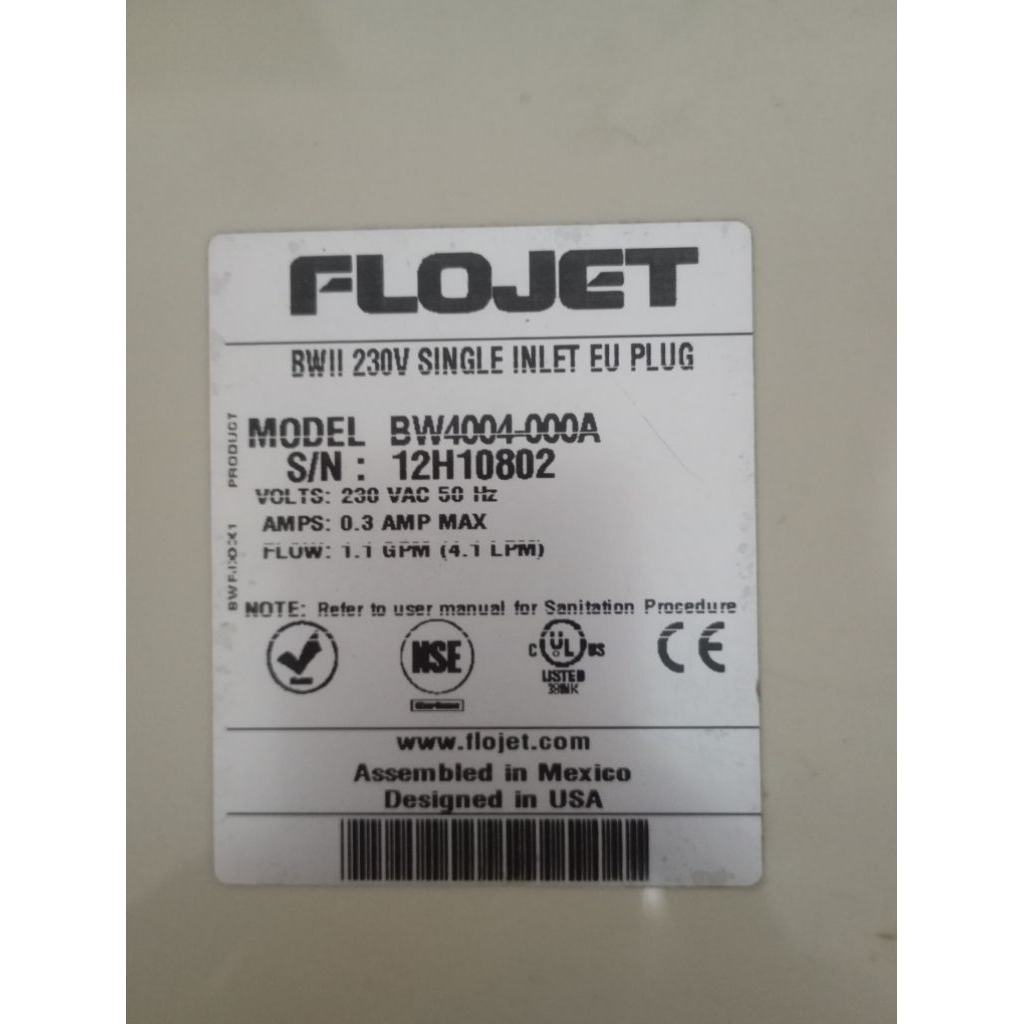 FLOJET
BWII 230V SINGLE INLET EU PLUG
PRODUCT
MODEL BW4004-000A
S/N : 12H10802
VOLTS: 230 VAC 50 Hz
AMPS: 0.3 AMP MAX
FLOW: 1.1 GPM (4.1 LPM)
NOTE: Refer to user manual for Sanitation Procedure
C UL US
LISTED
CE
www.flojet.com
Assembled in Mexico
Designed in USA